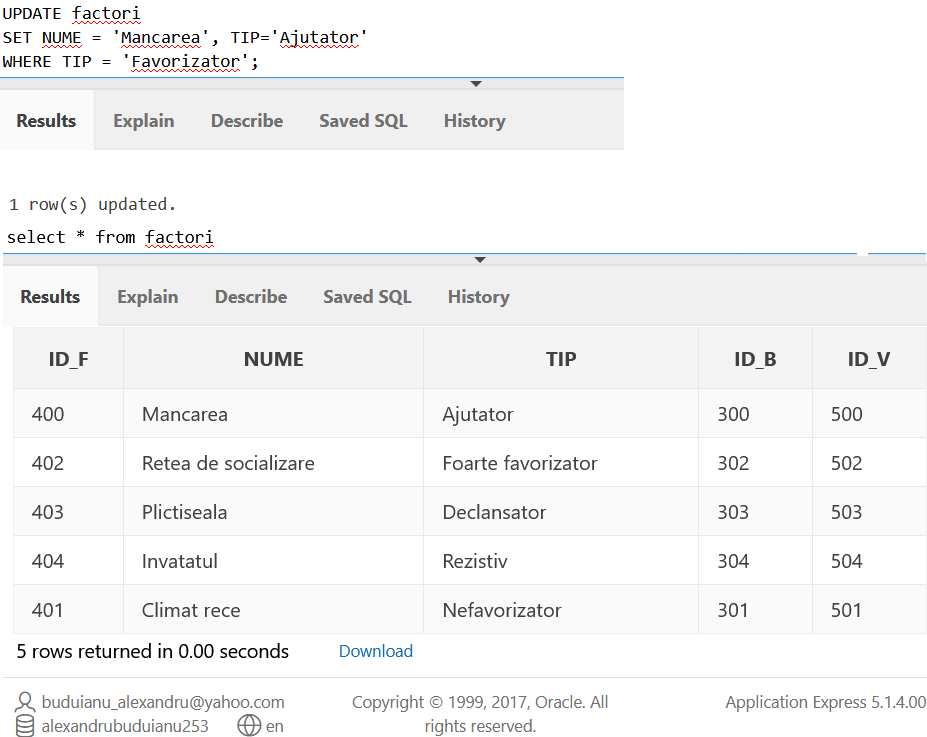 UPDATE factori
SET NUME = 'Mancarea', TIP='Ajutator'
WHERE TIP = 'Favorizator';
Results Explain Describe Saved SQL History
1 row(s) updated.
select * from factori
Results Explain Describe Saved SQL History
ID_F NUME TIP ID_B ID_V
400 Mancarea Ajutator 300 500
402 Retea de socializare Foarte favorizator 302 502
403 Plictiseala Declansator 303 503
404 Invatatul Rezistiv 304 504
401 Climat rece Nefavorizator 301 501
5 rows returned in 0.00 seconds Download
buduianu_alexandru@yahoo.com Copyright © 1999, 2017, Oracle. All Application Express 5.1.4.00
alexandrubuduianu253 en rights reserved.